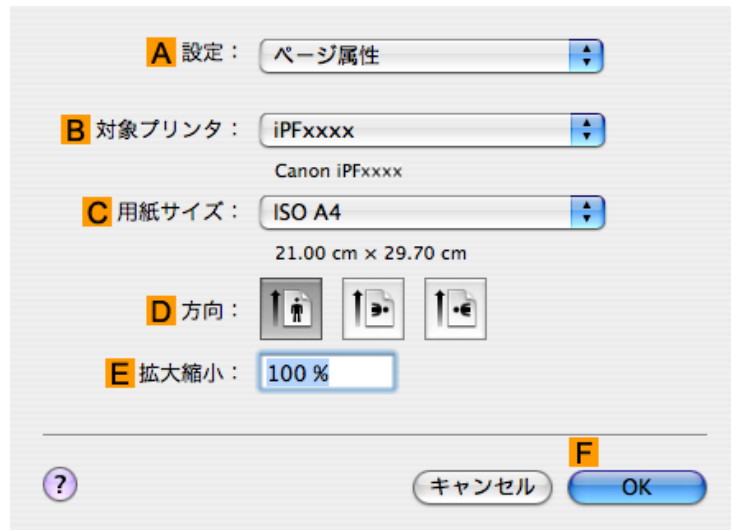 A 設定： ページ属性
B 対象プリンタ： iPFxxxx
Canon iPFxxxx
C 用紙サイズ： ISO A4
21.00 cm × 29.70 cm
D 方向：
E 拡大縮小： 100 %
F
? キャンセル OK